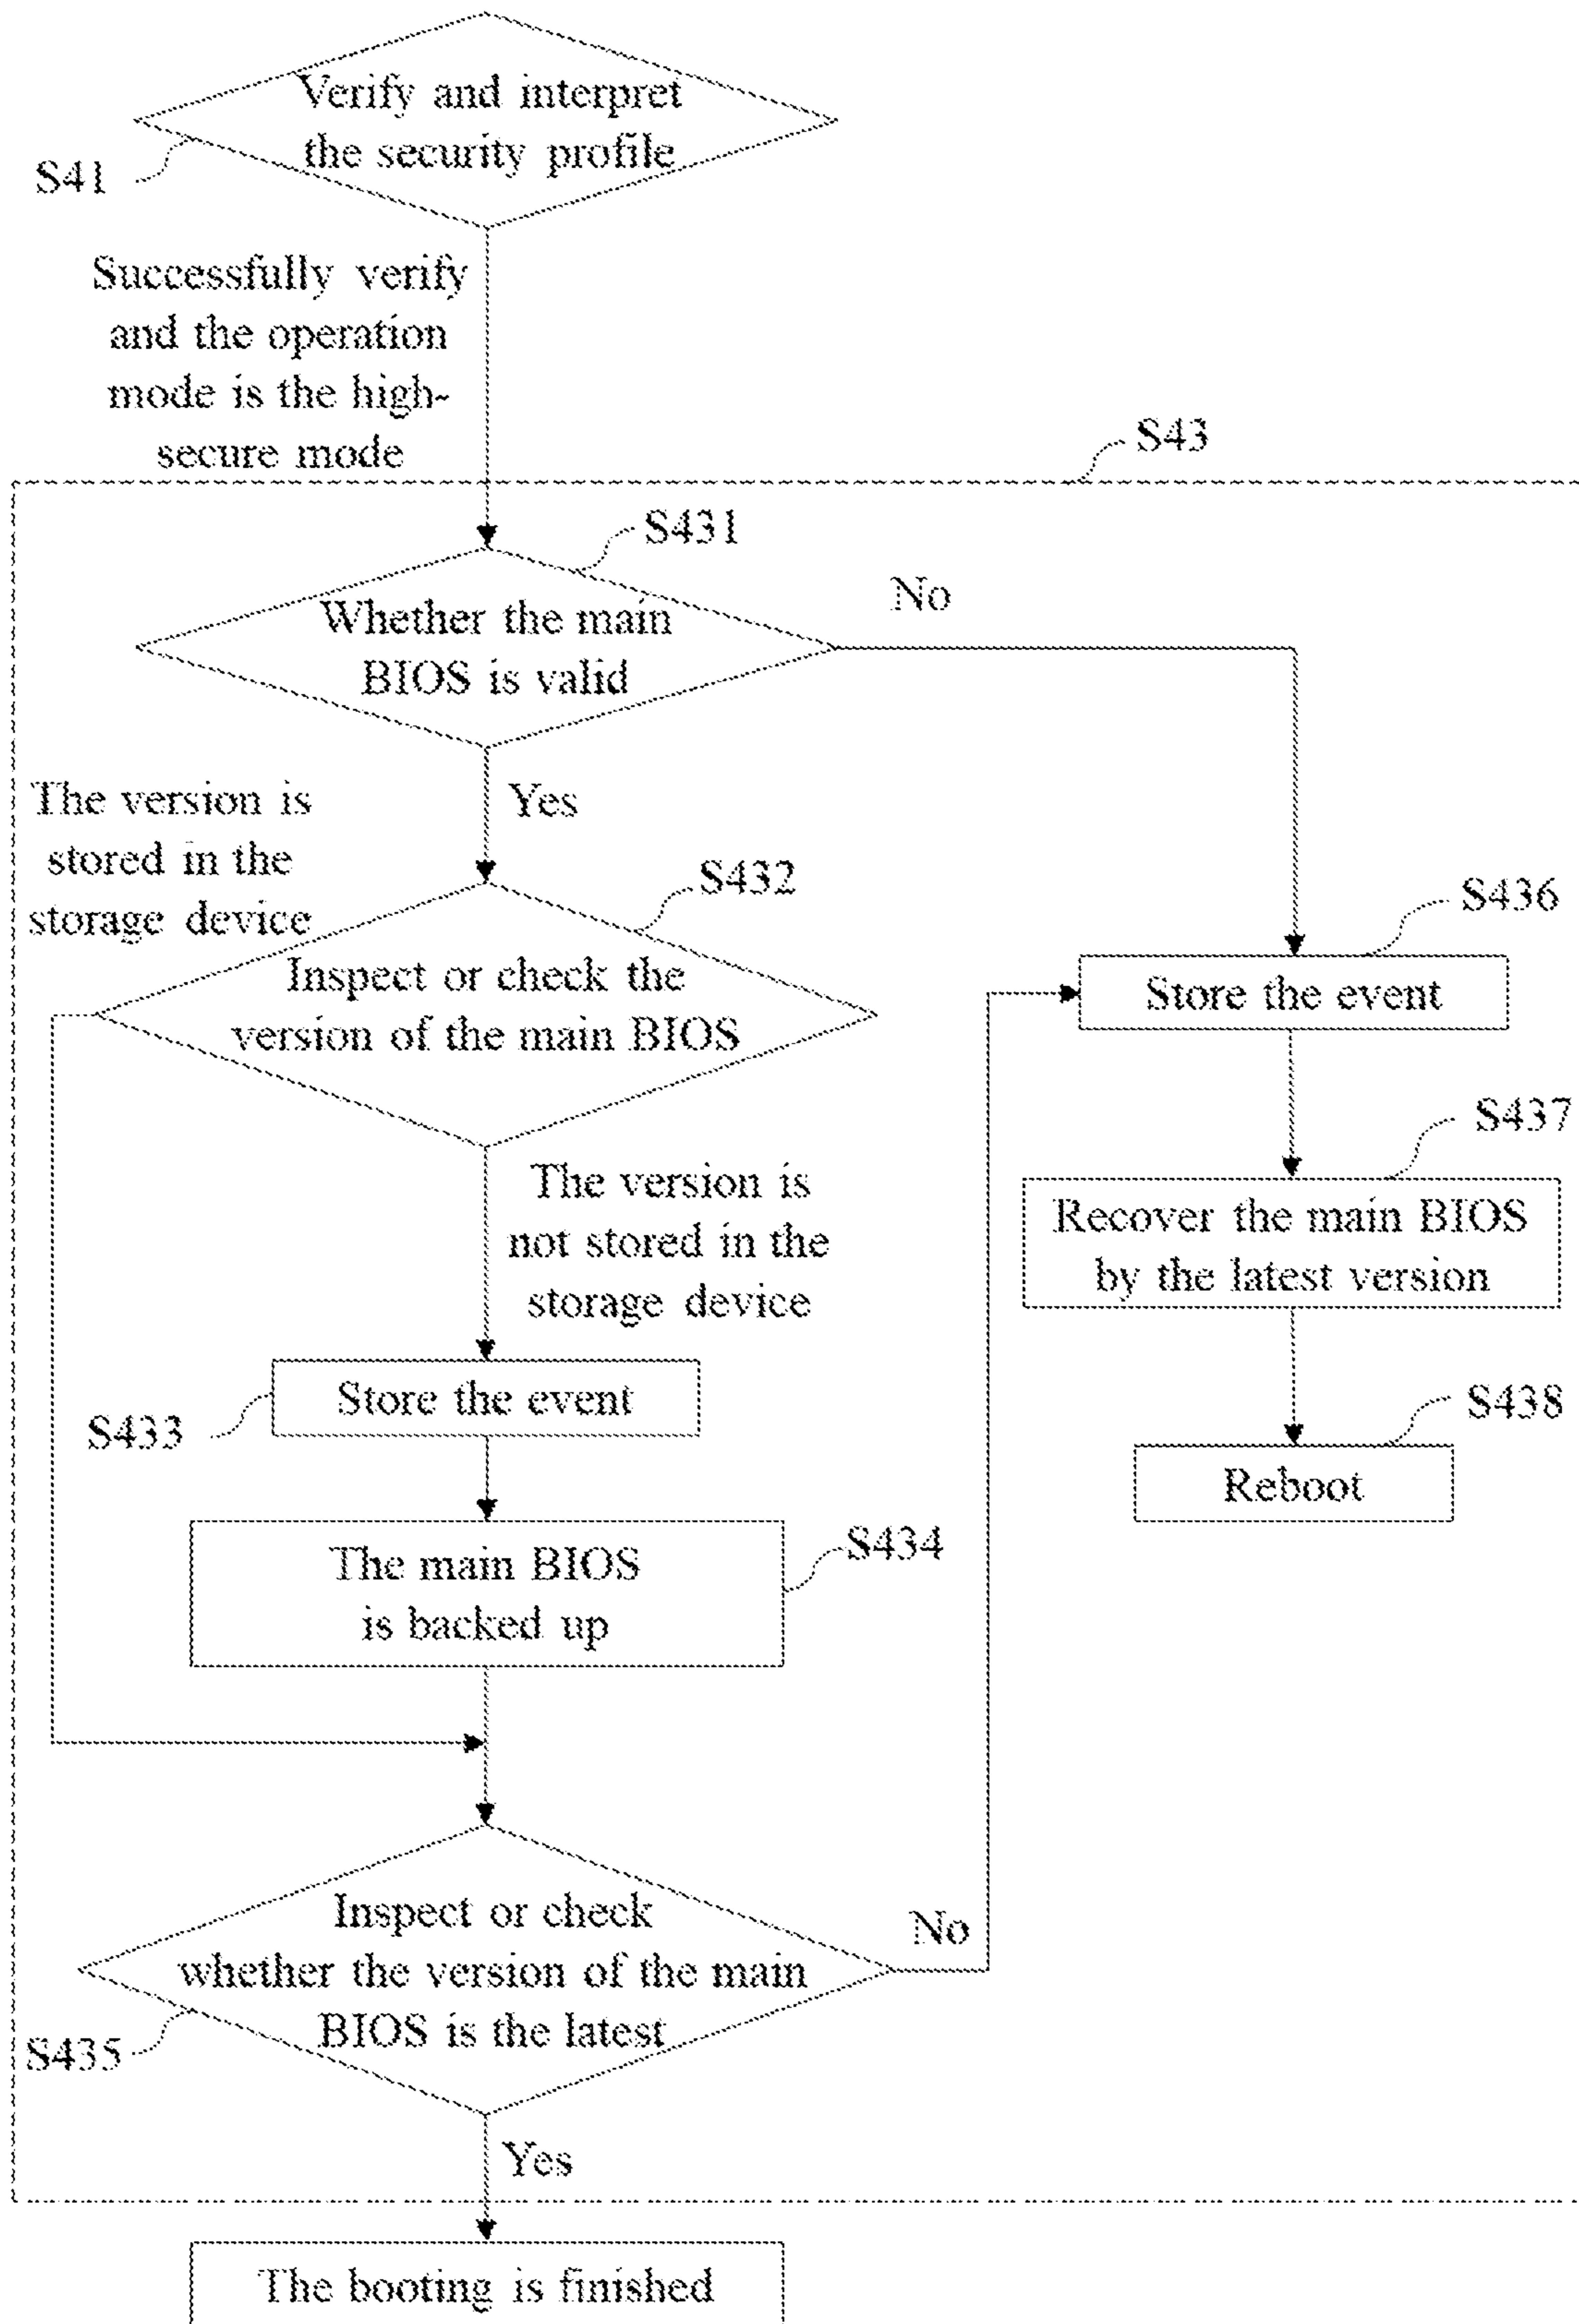 Verify and interpret
the security profile
S41
Successfully verify
and the operation
mode is the high-
secure mode
S43
S431
Whether the main
BIOS is valid
No
Yes
The version is
stored in the
storage device
S432
Inspect or check the
version of the main BIOS
S436
Store the event
S437
Recover the main BIOS
by the latest version
S438
Reboot
The version is
not stored in the
storage device
Store the event
S433
The main BIOS
is backed up
S434
Inspect or check
whether the version of the main
BIOS is the latest
S435
No
Yes
The booting is finished